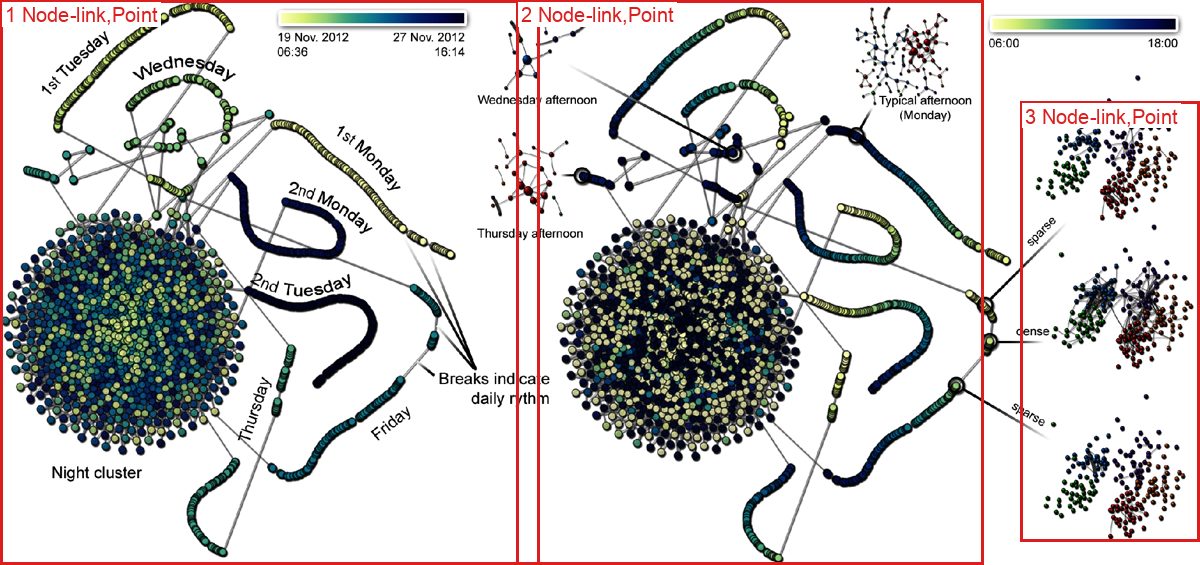 1 Node-link,Point
2 Node-link,Point
3 Node-link,Point
19 Nov. 2012
06:36
27 Nov. 2012
16:14
06:00
18:00
1st Tuesday
Wednesday
1st Monday
2nd Monday
2nd Tuesday
Thursday
Friday
Night cluster
Breaks indicate
daily rythm
Wednesday afternoon
Thursday afternoon
Typical afternoon
(Monday)
sparse
dense
sparse